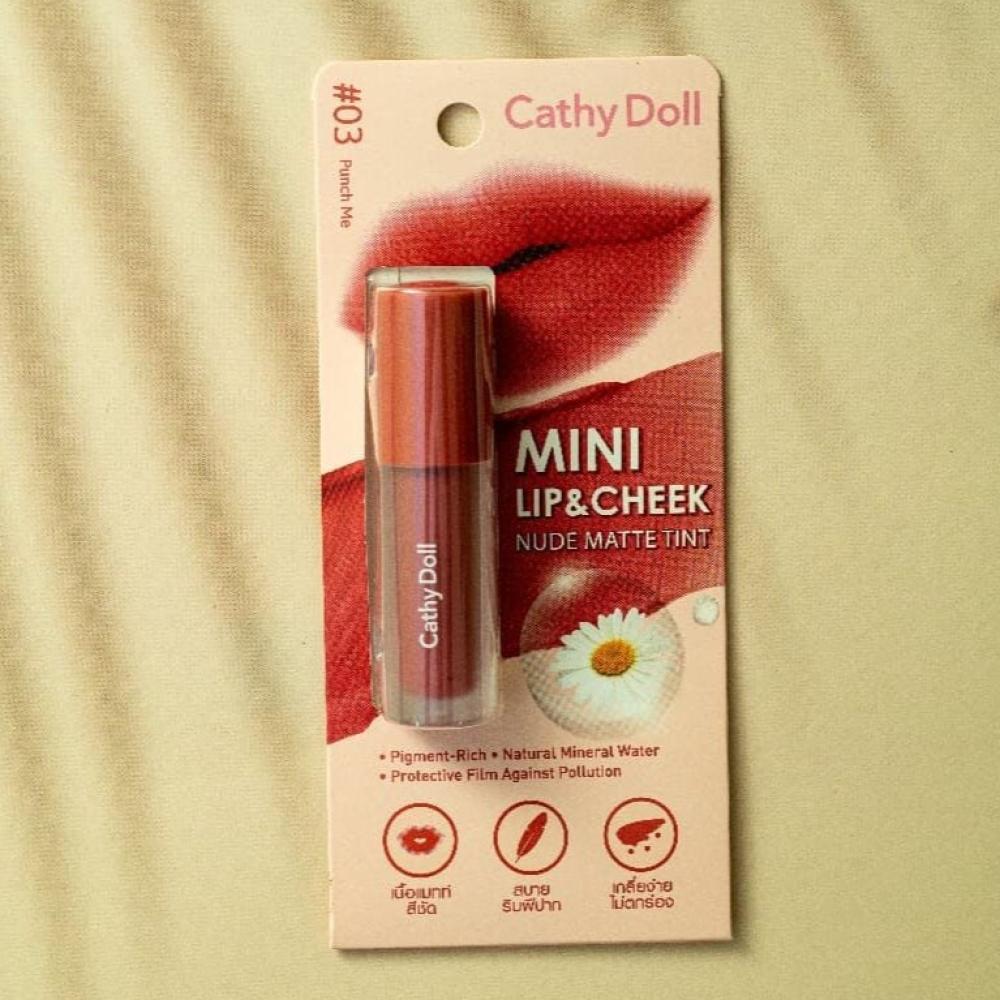 #03 Punch Me
Cathy Doll
MINI
LIP&CHEEK
NUDE MATTE TINT
Cathy Doll
• Pigment-Rich • Natural Mineral Water
• Protective Film Against Pollution
เนื้อแมทท์
สีชัด
สบาย
ริมฝีปาก
เกลี่ยง่าย
ไม่ตกร่อง